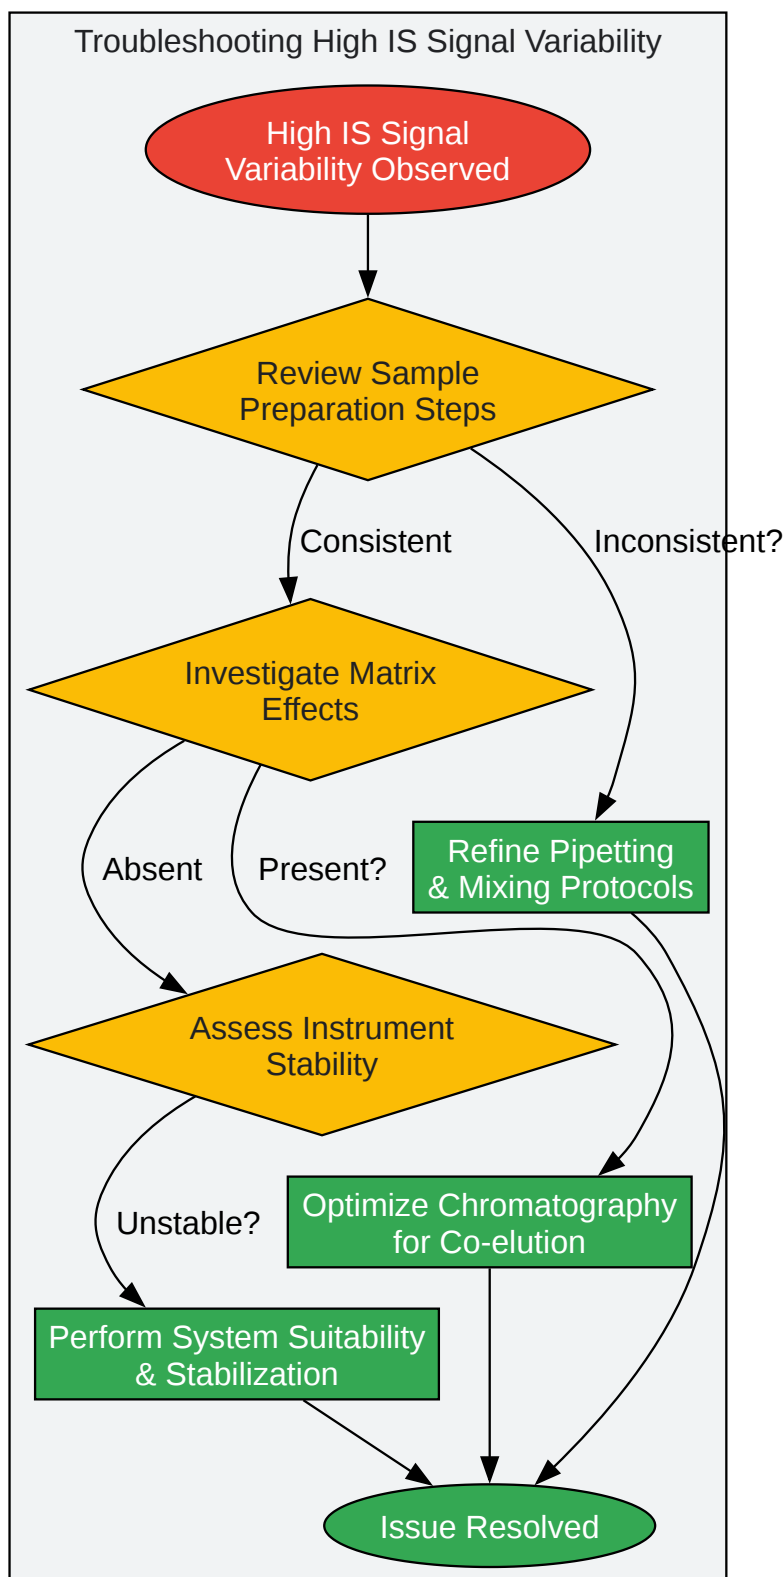 Troubleshooting High IS Signal Variability
High IS Signal
Variability Observed
Review Sample
Preparation Steps
Consistent
Inconsistent?
Investigate Matrix
Effects
Refine Pipetting
& Mixing Protocols
Absent
Present?
Assess Instrument
Stability
Optimize Chromatography
for Co-elution
Unstable?
Perform System Suitability
& Stabilization
Issue Resolved